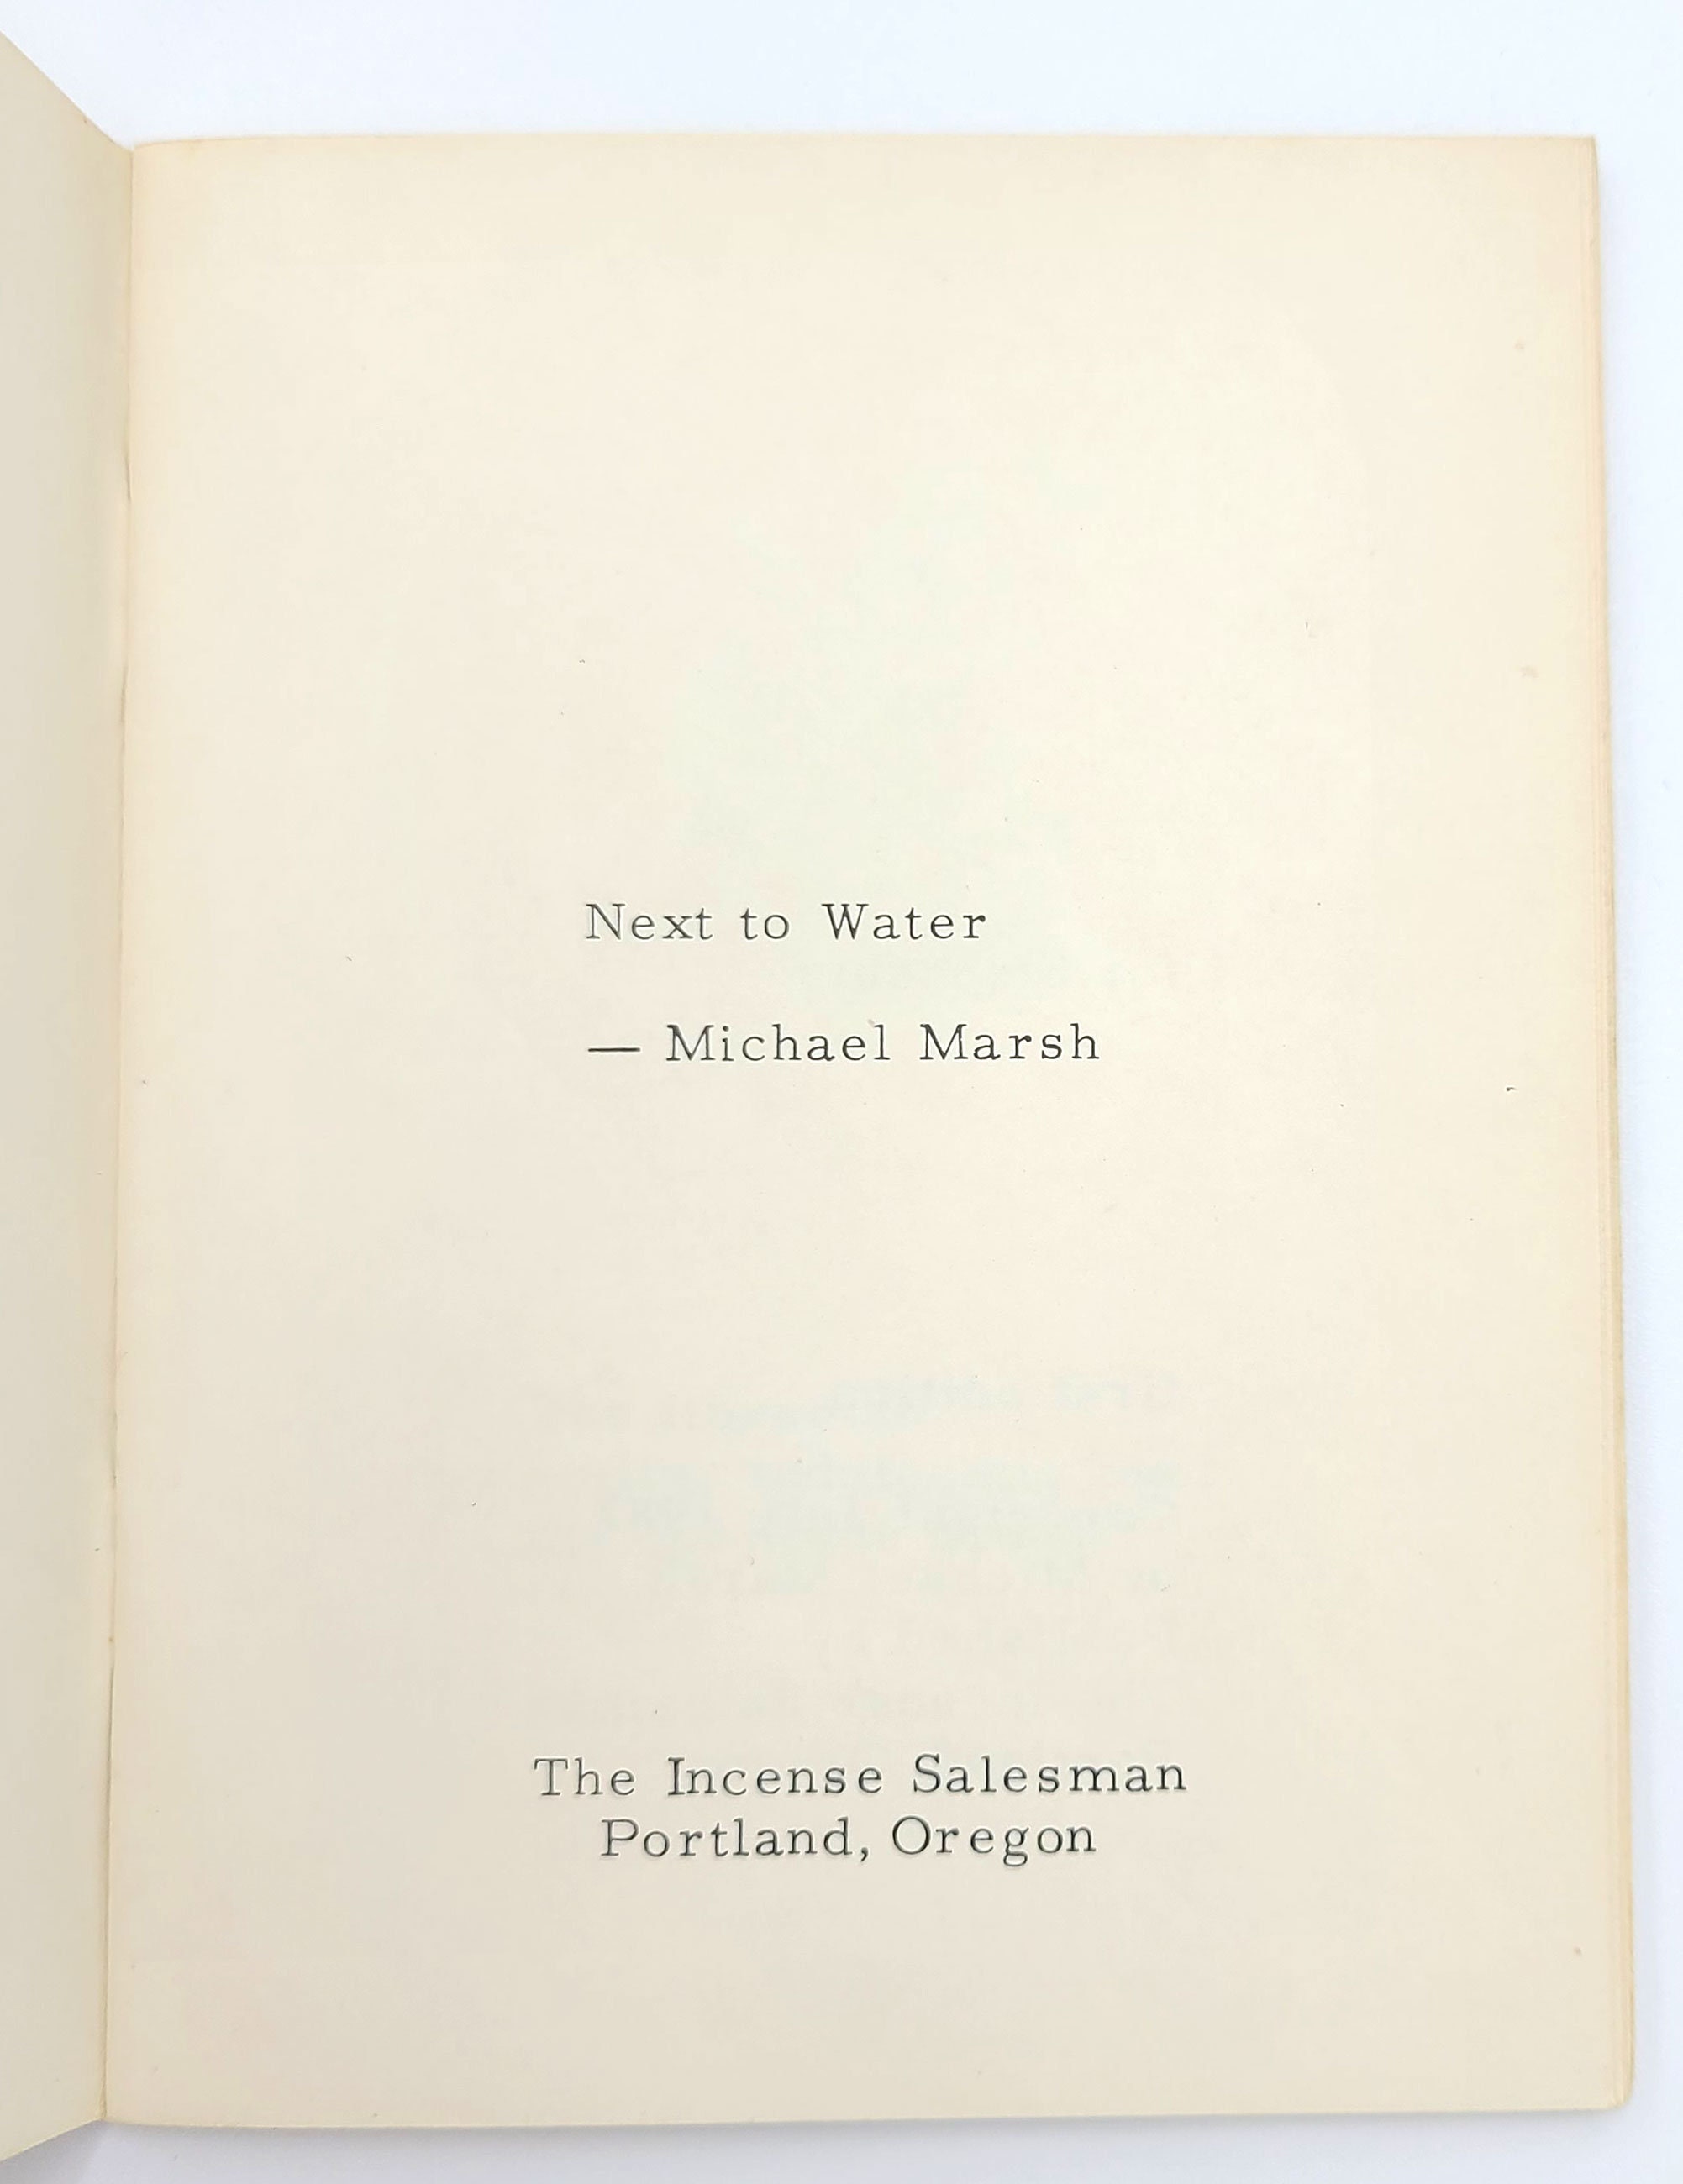 Next to Water
— Michael Marsh
The Incense Salesman
Portland, Oregon